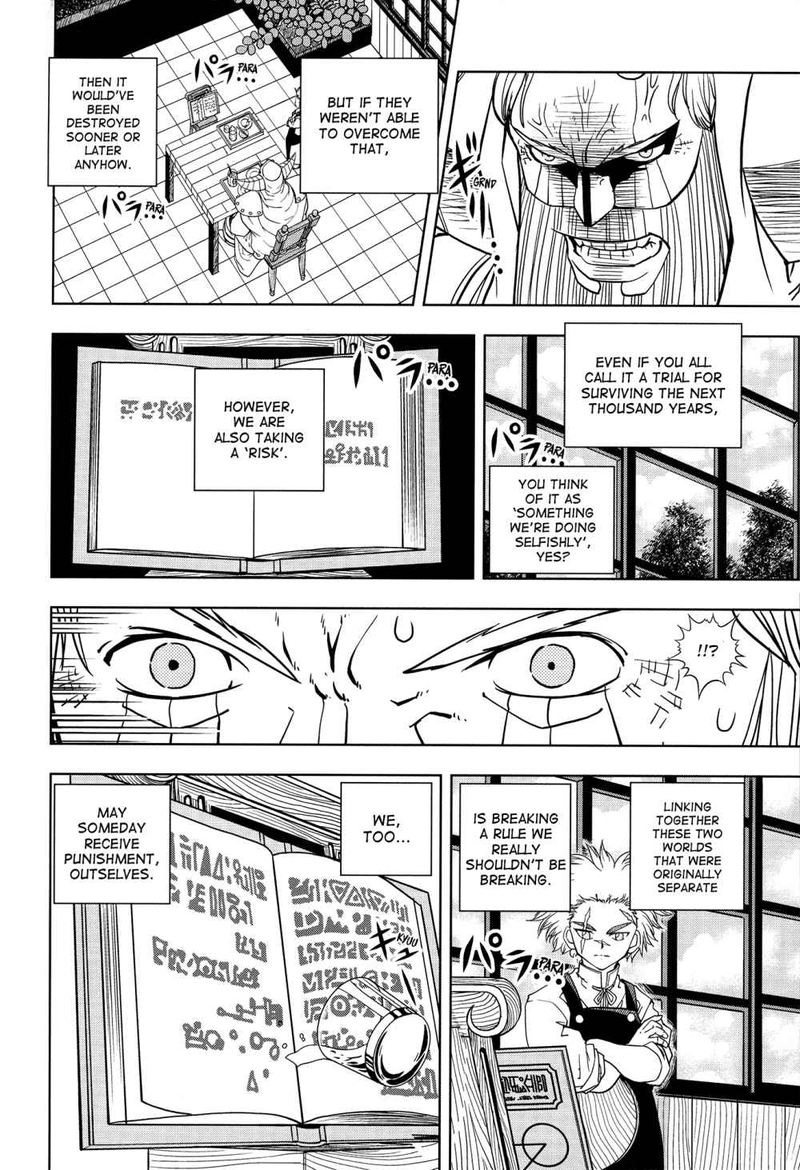 ギ...
GRND
BUT IF THEY
WEREN'T ABLE
TO OVERCOME
THAT,
パラ...
PARA
THEN IT
WOULD'VE
BEEN
DESTROYED
SOONER OR
LATER
ANYHOW.
パラ...
PARA
EVEN IF YOU ALL
CALL IT A TRIAL FOR
SURVIVING THE NEXT
THOUSAND YEARS,
パラ...
PARA
YOU THINK
OF IT AS
'SOMETHING
WE'RE DOING
SELFISHLY',
YES?
パラ...
PARA
HOWEVER,
WE ARE
ALSO TAKING
A 'RISK'.
!!?
LINKING
TOGETHER
THESE TWO
WORLDS
THAT WERE
ORIGINALLY
SEPARATE
IS BREAKING
A RULE WE
REALLY
SHOULDN'T BE
BREAKING.
パラ...
PARA
WE,
TOO...
キュ
KYUU
MAY
SOMEDAY
RECEIVE
PUNISHMENT,
OUTSELVES.